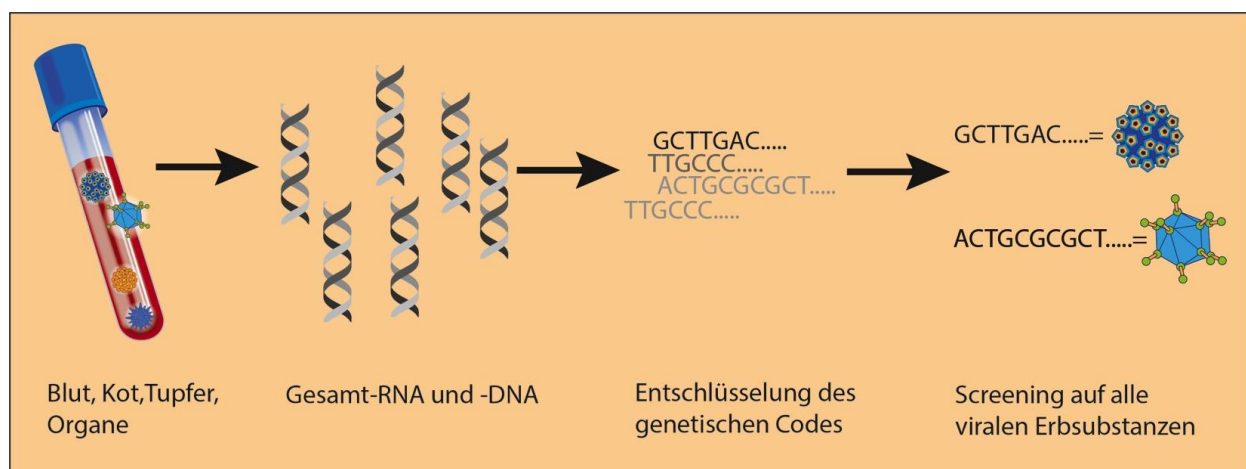 GCTTGAC.....
TTGCCC.....
ACTGCGCGCT.....
TTGCCC.....
GCTTGAC.....=
ACTGCGCGCT.....=
Blut, Kot,Tupfer,
Organe
Gesamt-RNA und -DNA
Entschlüsselung des
genetischen Codes
Screening auf alle
viralen Erbsubstanzen